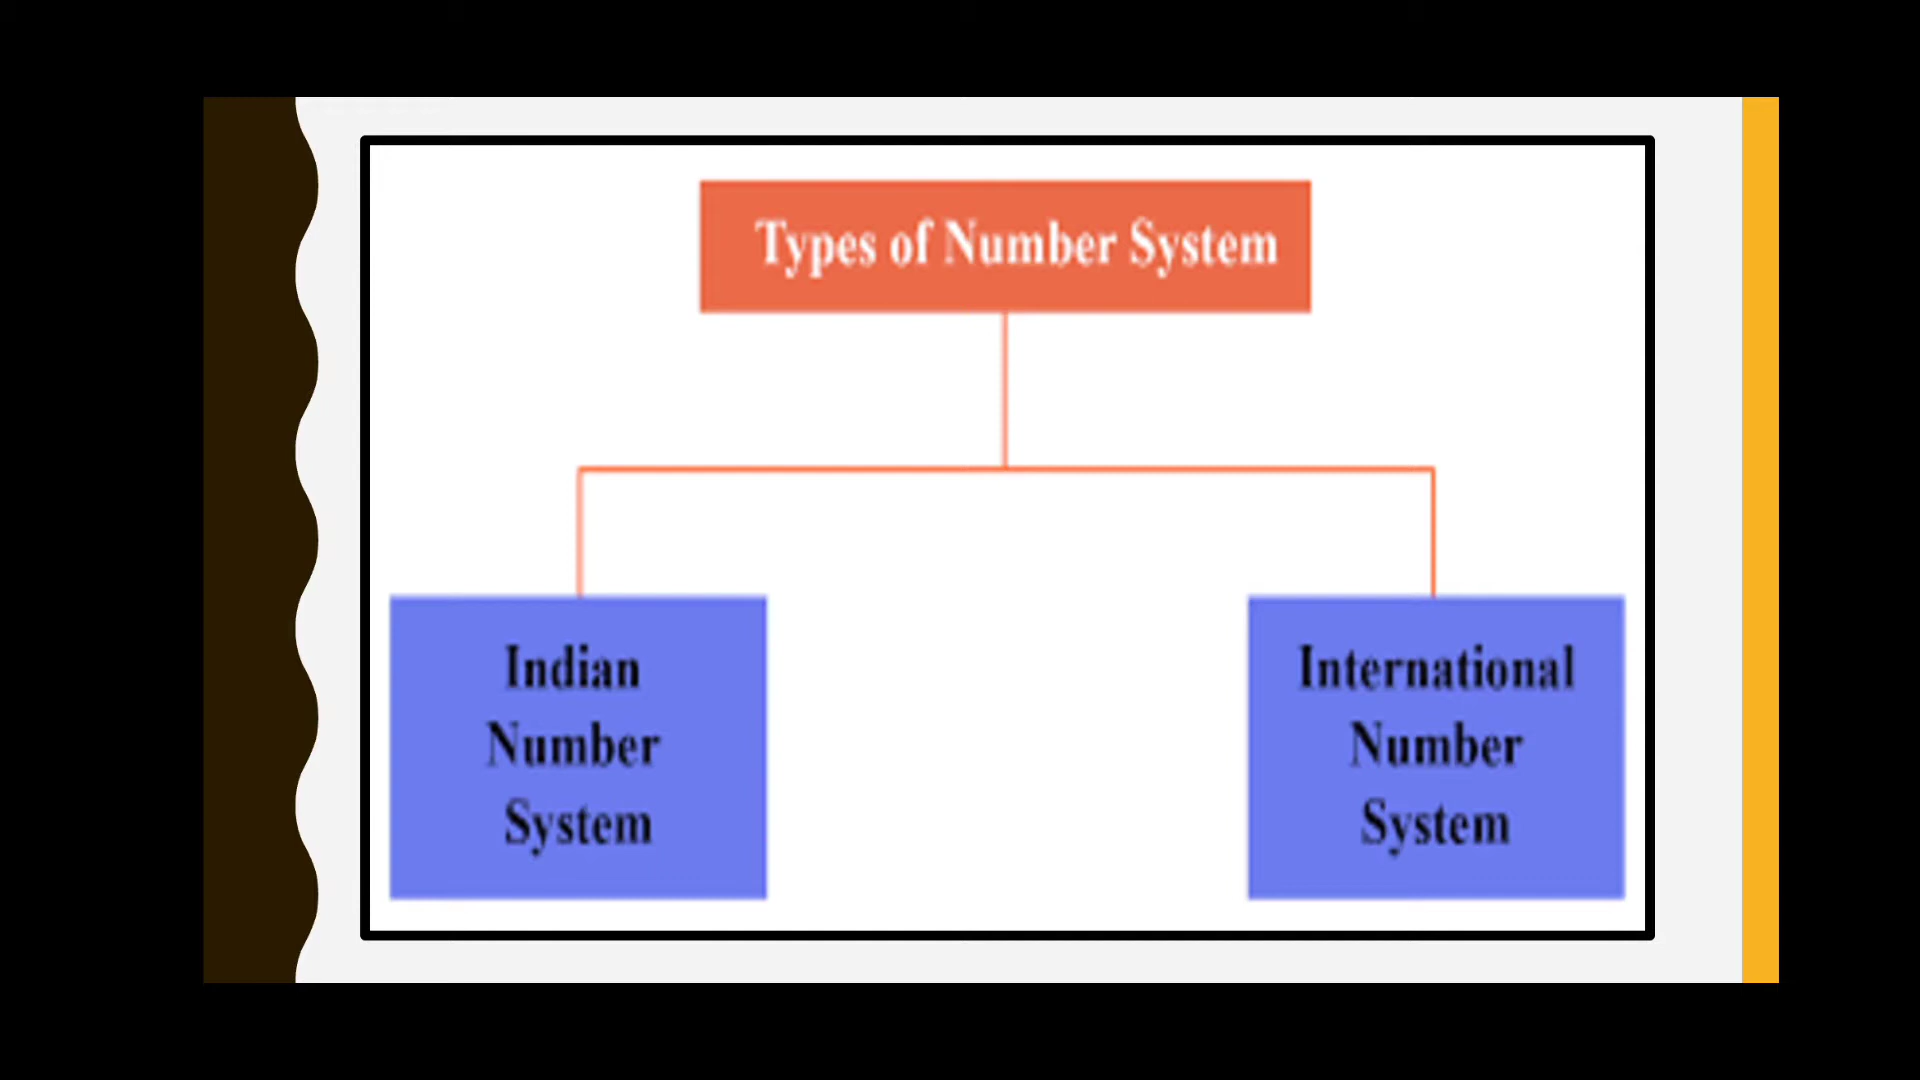 Types of Number System
Indian
Number
System
International
Number
System